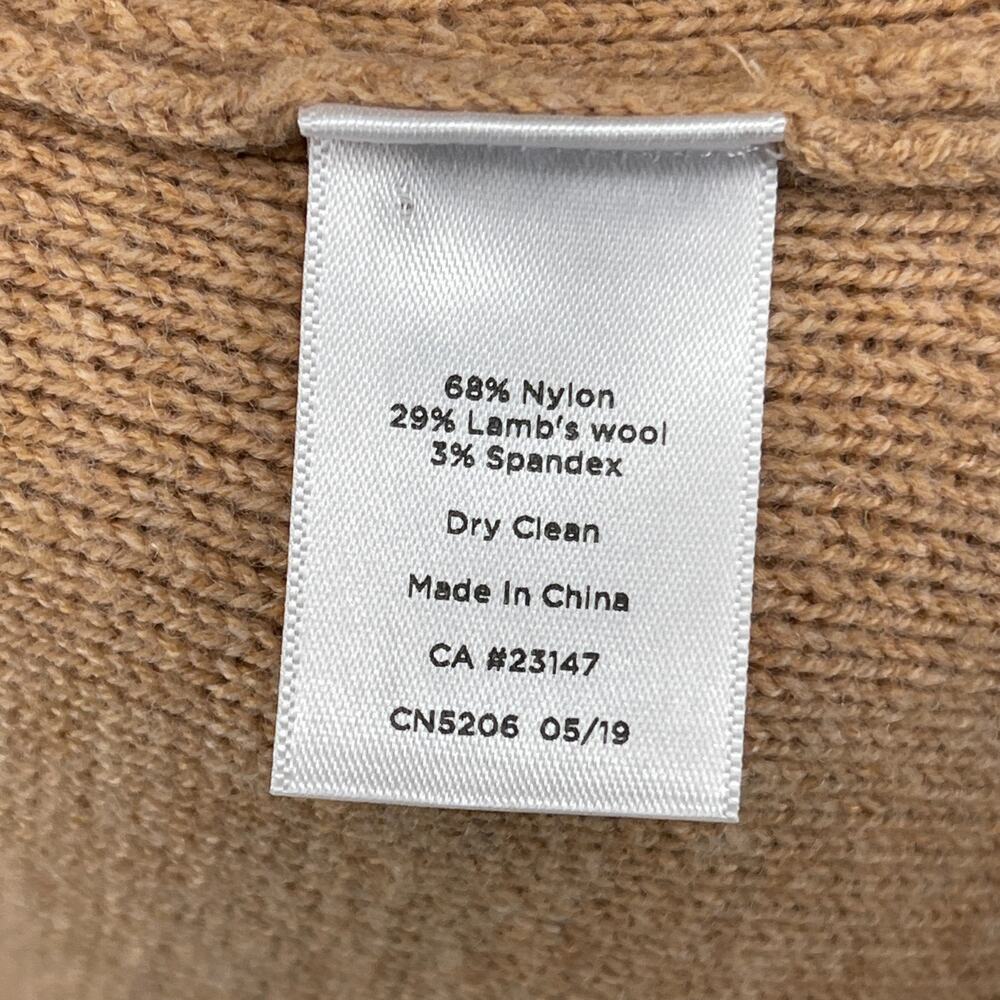 68% Nylon
29% Lamb's wool
3% Spandex
Dry Clean
Made In China
CA #23147
CN5206 05/19